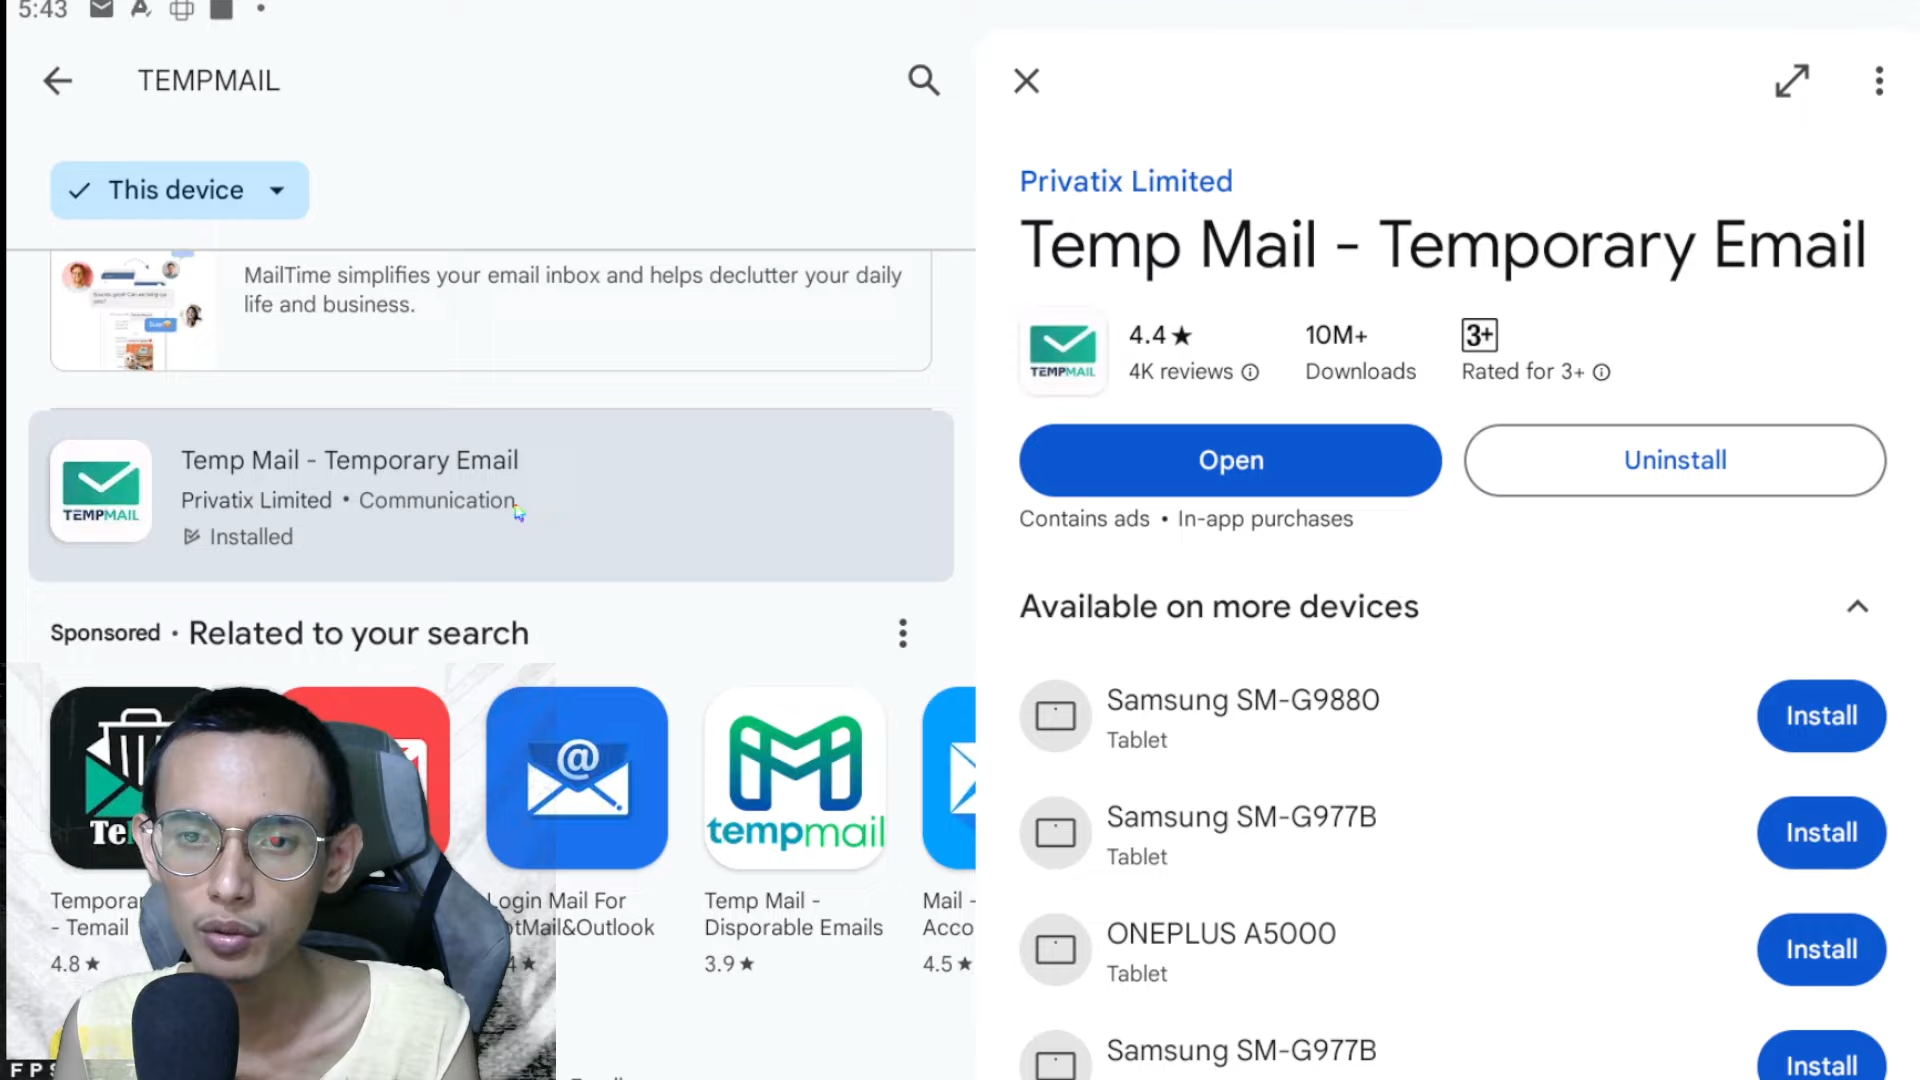 5:43
TEMPMAIL
This device
MailTime simplifies your email inbox and helps declutter your daily
life and business.
TEMPMAIL
Temp Mail - Temporary Email
Privatix Limited • Communication
Installed
Sponsored • Related to your search
Te
@
tempmail
Tempora
- Temail
4.8 ★
ogin Mail For
otMail&Outlook
4 ★
Temp Mail -
Disporable Emails
3.9 ★
Mail -
Acco
4.5 ★
FPS
Privatix Limited
Temp Mail - Temporary Email
TEMPMAIL
4.4 ★
4K reviews
10M+
Downloads
3+
Rated for 3+
Open
Uninstall
Contains ads • In-app purchases
Available on more devices
Samsung SM-G9880
Tablet
Install
Samsung SM-G977B
Tablet
Install
ONEPLUS A5000
Tablet
Install
Samsung SM-G977B
Install